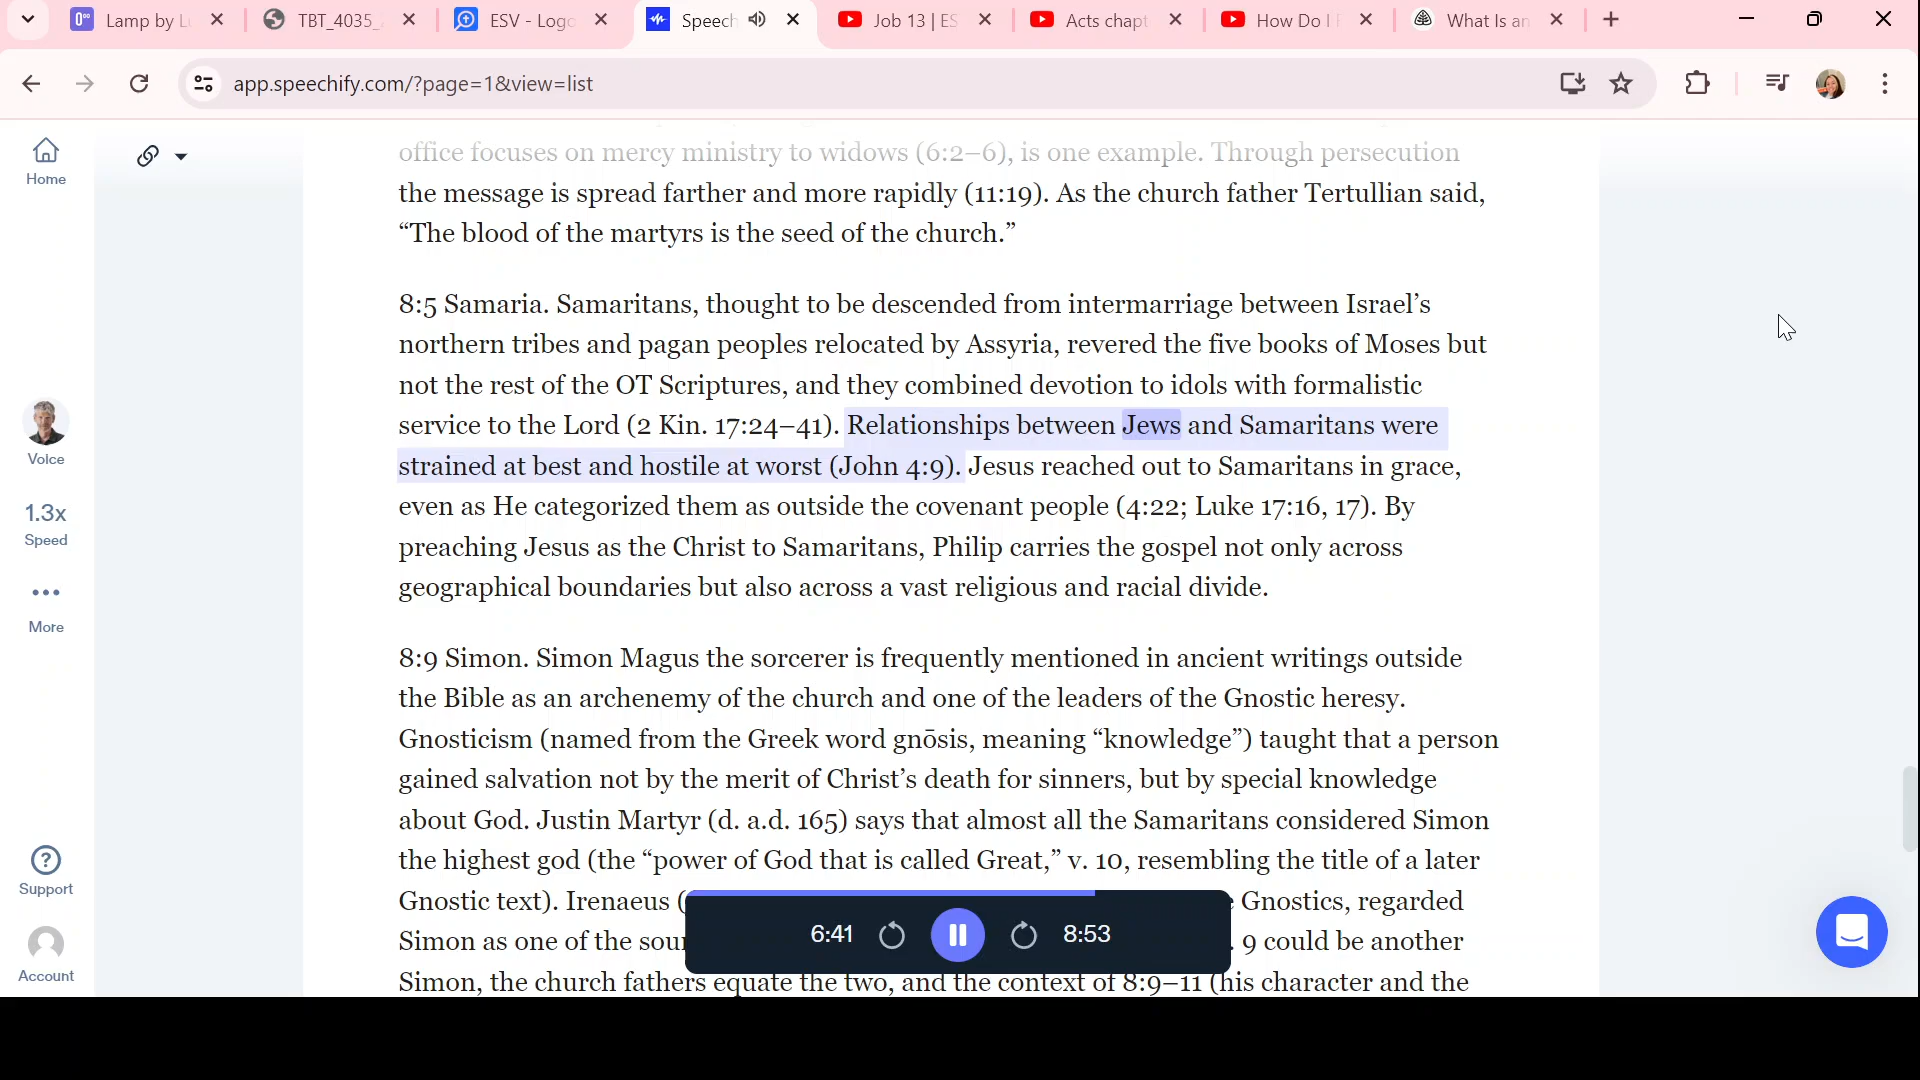 Lamp by L
TBT_4035_
ESV - Logo
Speech
Job 13 | ES
Acts chapt
How Do I
What Is an
app.speechify.com/?page=1&view=list
Home
Voice
1.3x
Speed
More
Support
Account
office focuses on mercy ministry to widows (6:2–6), is one example. Through persecution
the message is spread farther and more rapidly (11:19). As the church father Tertullian said,
“The blood of the martyrs is the seed of the church.”
8:5 Samaria. Samaritans, thought to be descended from intermarriage between Israel’s
northern tribes and pagan peoples relocated by Assyria, revered the five books of Moses but
not the rest of the OT Scriptures, and they combined devotion to idols with formalistic
service to the Lord (2 Kin. 17:24–41). Relationships between Jews and Samaritans were
strained at best and hostile at worst (John 4:9). Jesus reached out to Samaritans in grace,
even as He categorized them as outside the covenant people (4:22; Luke 17:16, 17). By
preaching Jesus as the Christ to Samaritans, Philip carries the gospel not only across
geographical boundaries but also across a vast religious and racial divide.
8:9 Simon. Simon Magus the sorcerer is frequently mentioned in ancient writings outside
the Bible as an archenemy of the church and one of the leaders of the Gnostic heresy.
Gnosticism (named from the Greek word gnōsis, meaning “knowledge”) taught that a person
gained salvation not by the merit of Christ’s death for sinners, but by special knowledge
about God. Justin Martyr (d. a.d. 165) says that almost all the Samaritans considered Simon
the highest god (the “power of God that is called Great,” v. 10, resembling the title of a later
Gnostic text). Irenaeus ( Gnostics, regarded
Simon as one of the sour 9 could be another
Simon, the church fathers equate the two, and the context of 8:9–11 (his character and the
6:41
8:53